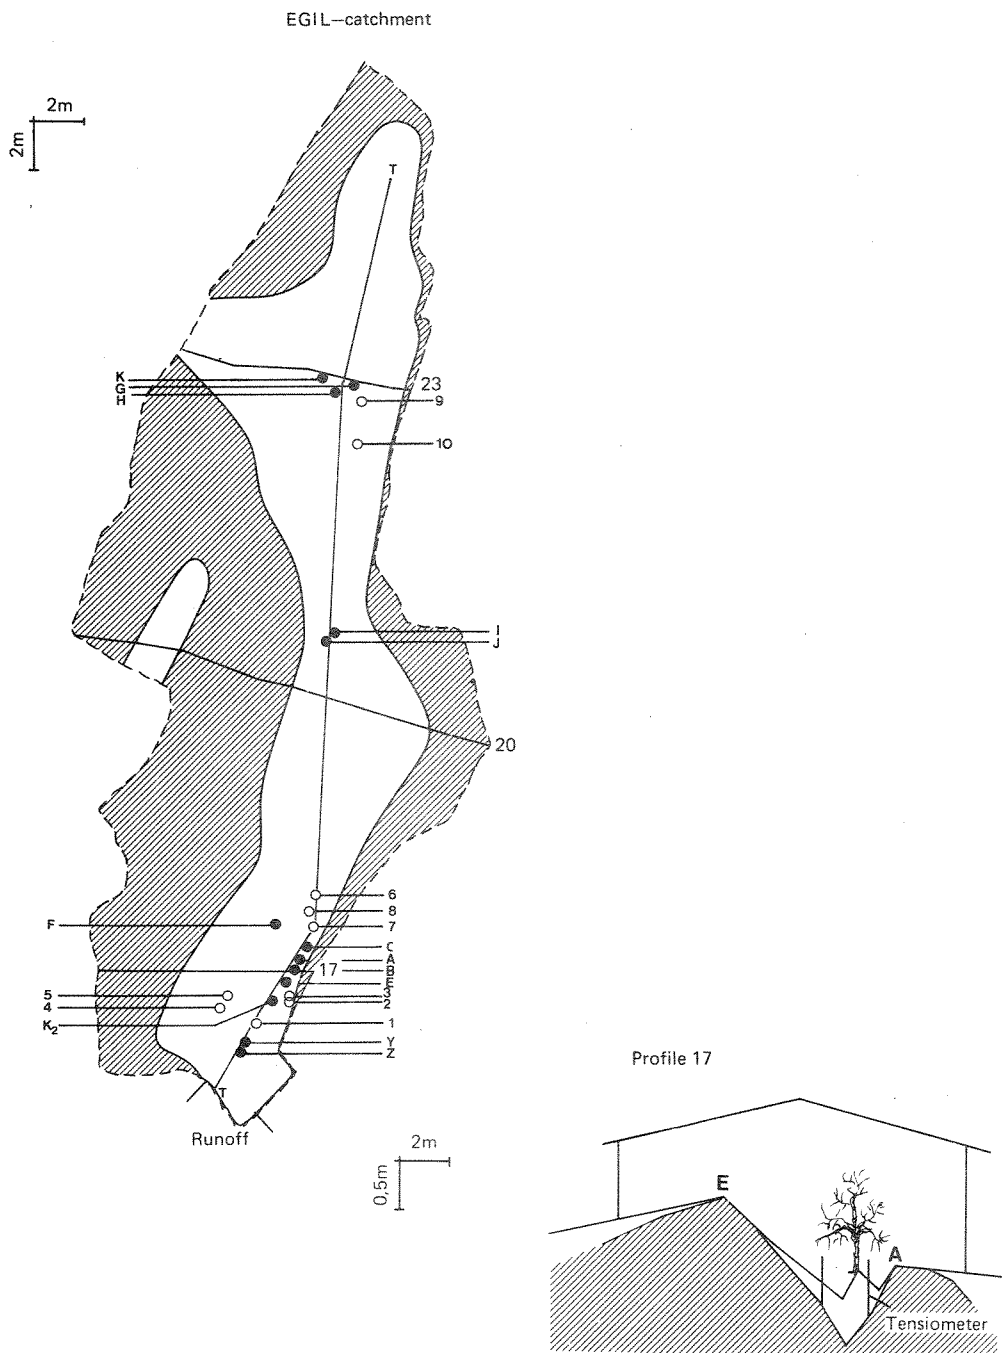 EGIL–catchment
2m
2m
T
K
G
H
23
9
10
I
J
20
6
8
7
F
C
A
17 B
E
3
2
5
4
K2
1
Y
Z
T
Runoff
2m
0,5m
Profile 17
E
A
Tensiometer